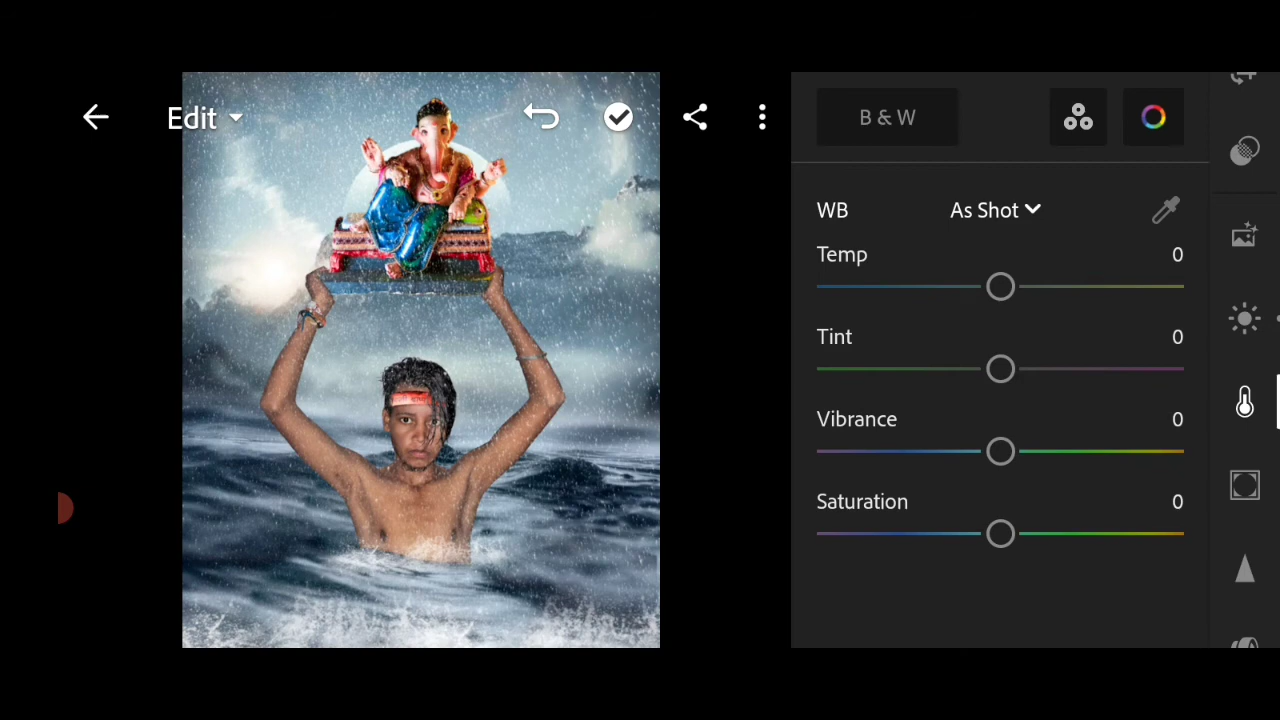 Edit
B & W
WB As Shot
Temp 0
Tint 0
Vibrance 0
Saturation 0